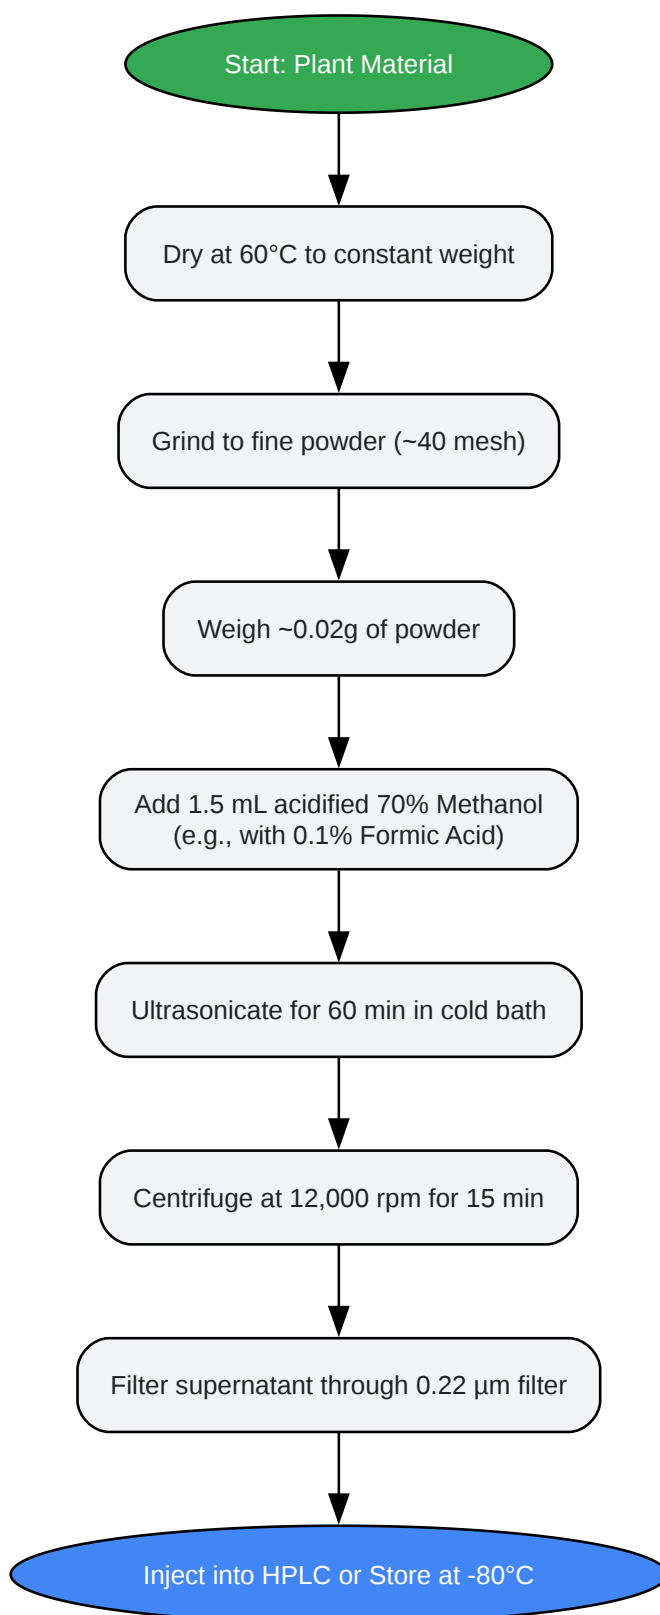 Start: Plant Material
Dry at 60°C to constant weight
Grind to fine powder (~40 mesh)
Weigh ~0.02g of powder
Add 1.5 mL acidified 70% Methanol
(e.g., with 0.1% Formic Acid)
Ultrasonicate for 60 min in cold bath
Centrifuge at 12,000 rpm for 15 min
Filter supernatant through 0.22 µm filter
Inject into HPLC or Store at -80°C